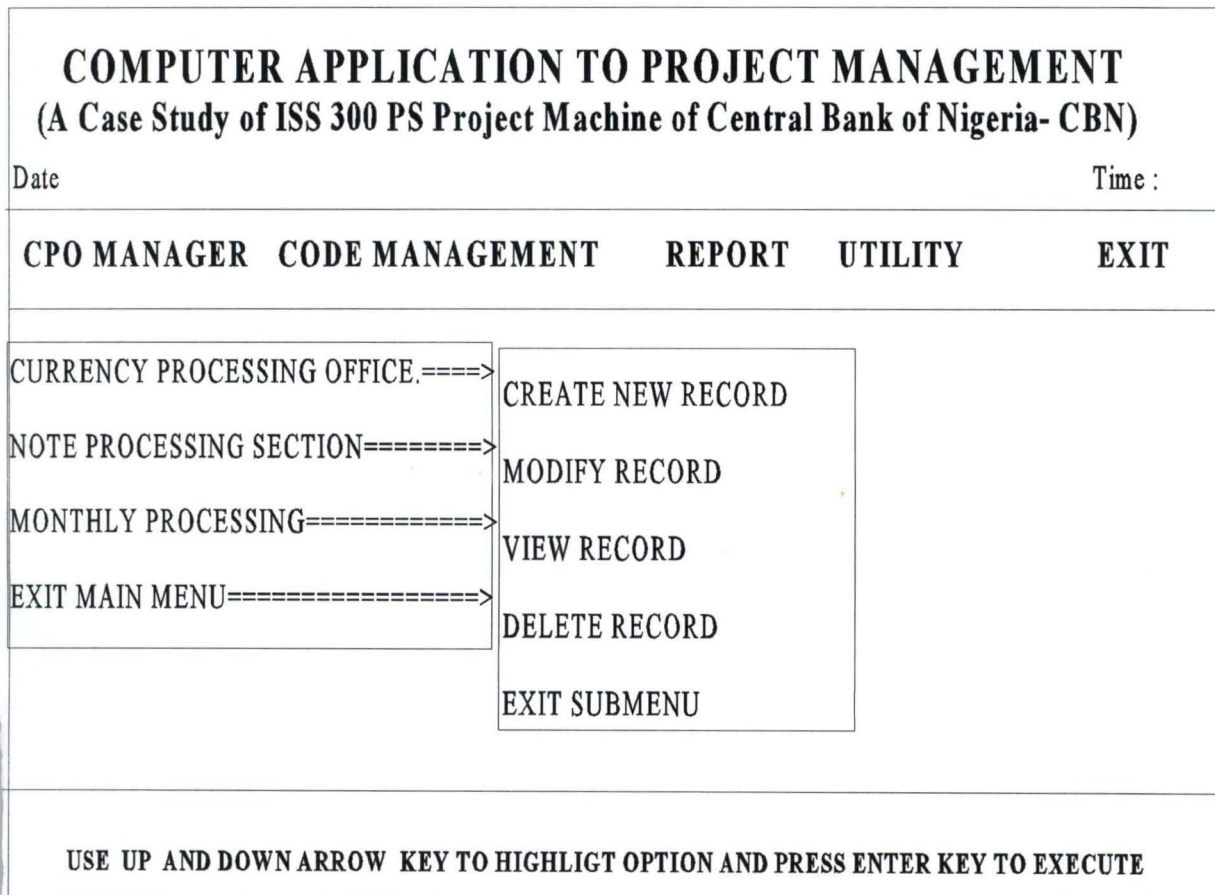 COMPUTER APPLICATION TO PROJECT MANAGEMENT
(A Case Study of ISS 300 PS Project Machine of Central Bank of Nigeria- CBN)
Date Time :
CPO MANAGER CODE MANAGEMENT REPORT UTILITY EXIT
CURRENCY PROCESSING OFFICE.====>
NOTE PROCESSING SECTION========>
MONTHLY PROCESSING============>
EXIT MAIN MENU=================>
CREATE NEW RECORD
MODIFY RECORD
VIEW RECORD
DELETE RECORD
EXIT SUBMENU
USE UP AND DOWN ARROW KEY TO HIGHLIGT OPTION AND PRESS ENTER KEY TO EXECUTE